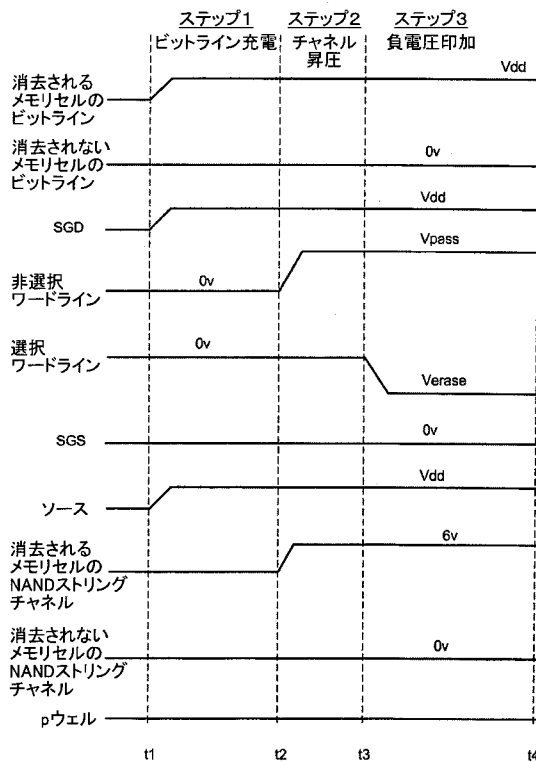 ステップ1 ステップ2 ステップ3
ビットライン充電 チャネル 負電圧印加
昇圧
Vdd
消去される
メモリセルの
ビットライン
消去されない
メモリセルの
ビットライン
0v
Vdd
SGD
Vpass
非選択
ワードライン
0v
選択
ワードライン
0v
Verase
SGS
0v
Vdd
ソース
消去される
メモリセルの
NANDストリング
チャネル
6v
消去されない
メモリセルの
NANDストリング
チャネル
0v
pウェル
t1 t2 t3 t4